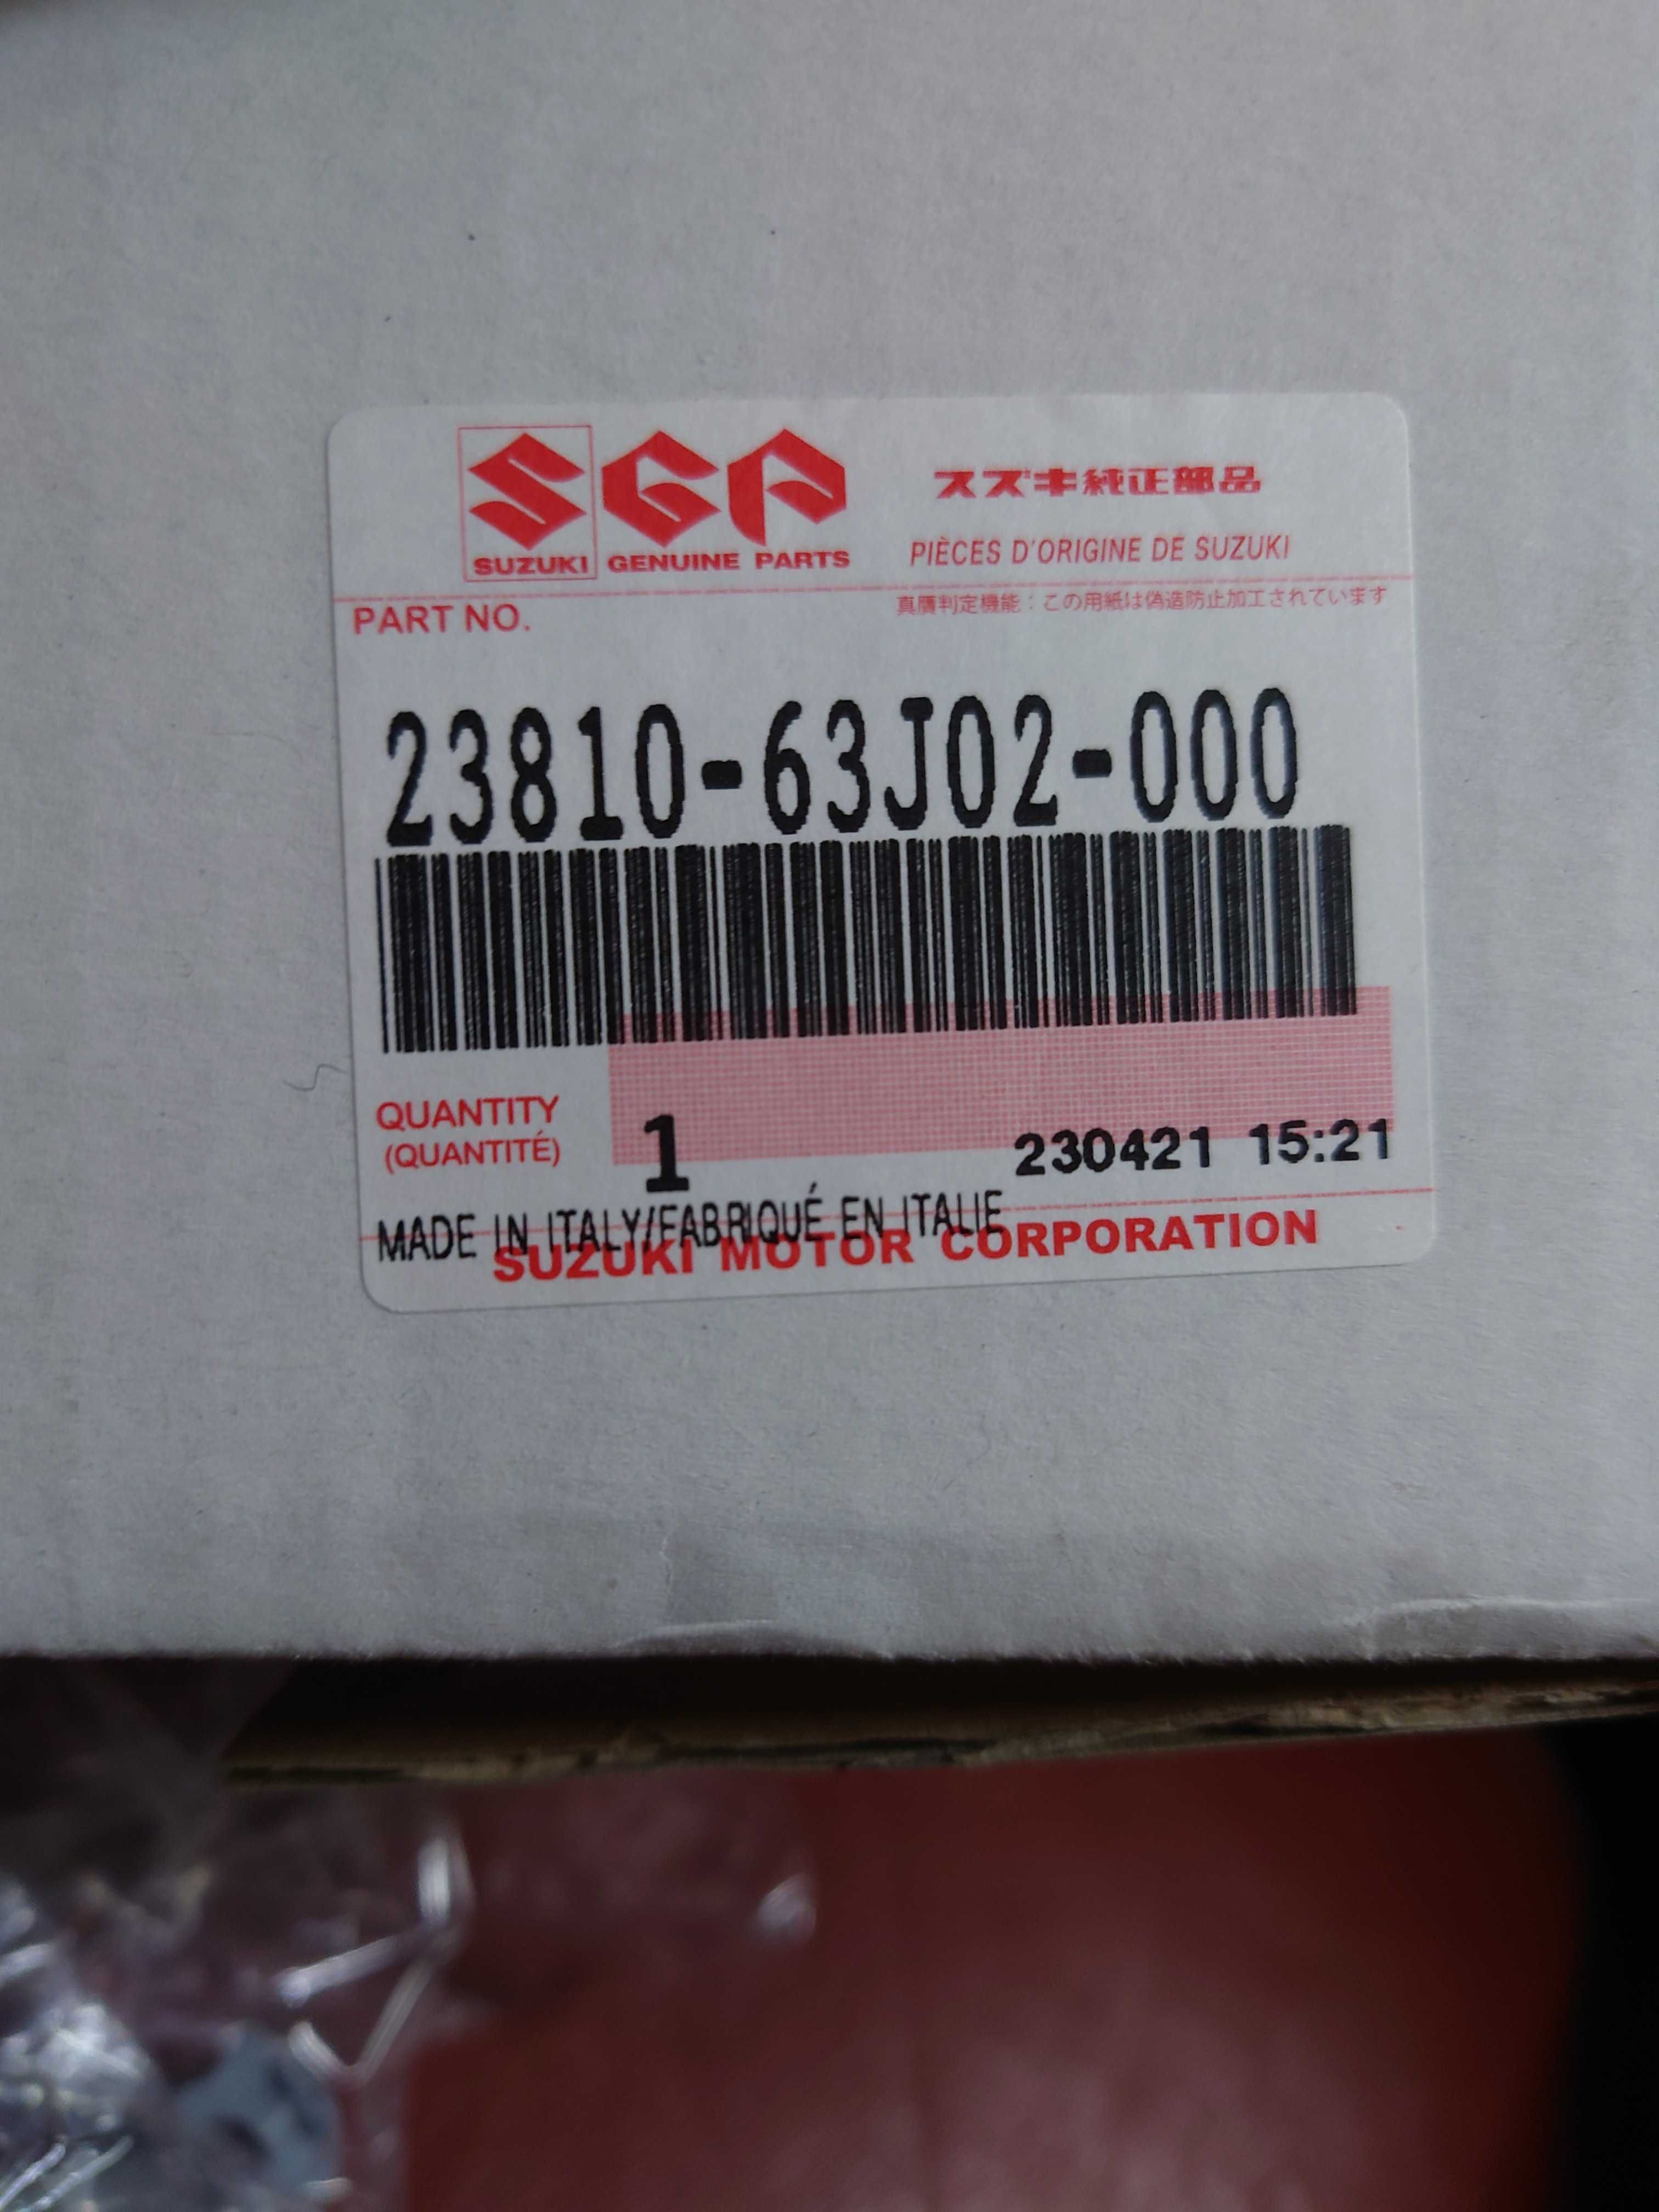 SGP
SUZUKI GENUINE PARTS
スズキ純正部品
PIÈCES D'ORIGINE DE SUZUKI
PART NO.
真贋判定機能：この用紙は偽造防止加工されています
23810-63J02-000
QUANTITY
(QUANTITÉ)
1
230421 15:21
MADE IN ITALY/FABRIQUÉ EN ITALIE
SUZUKI MOTOR CORPORATION